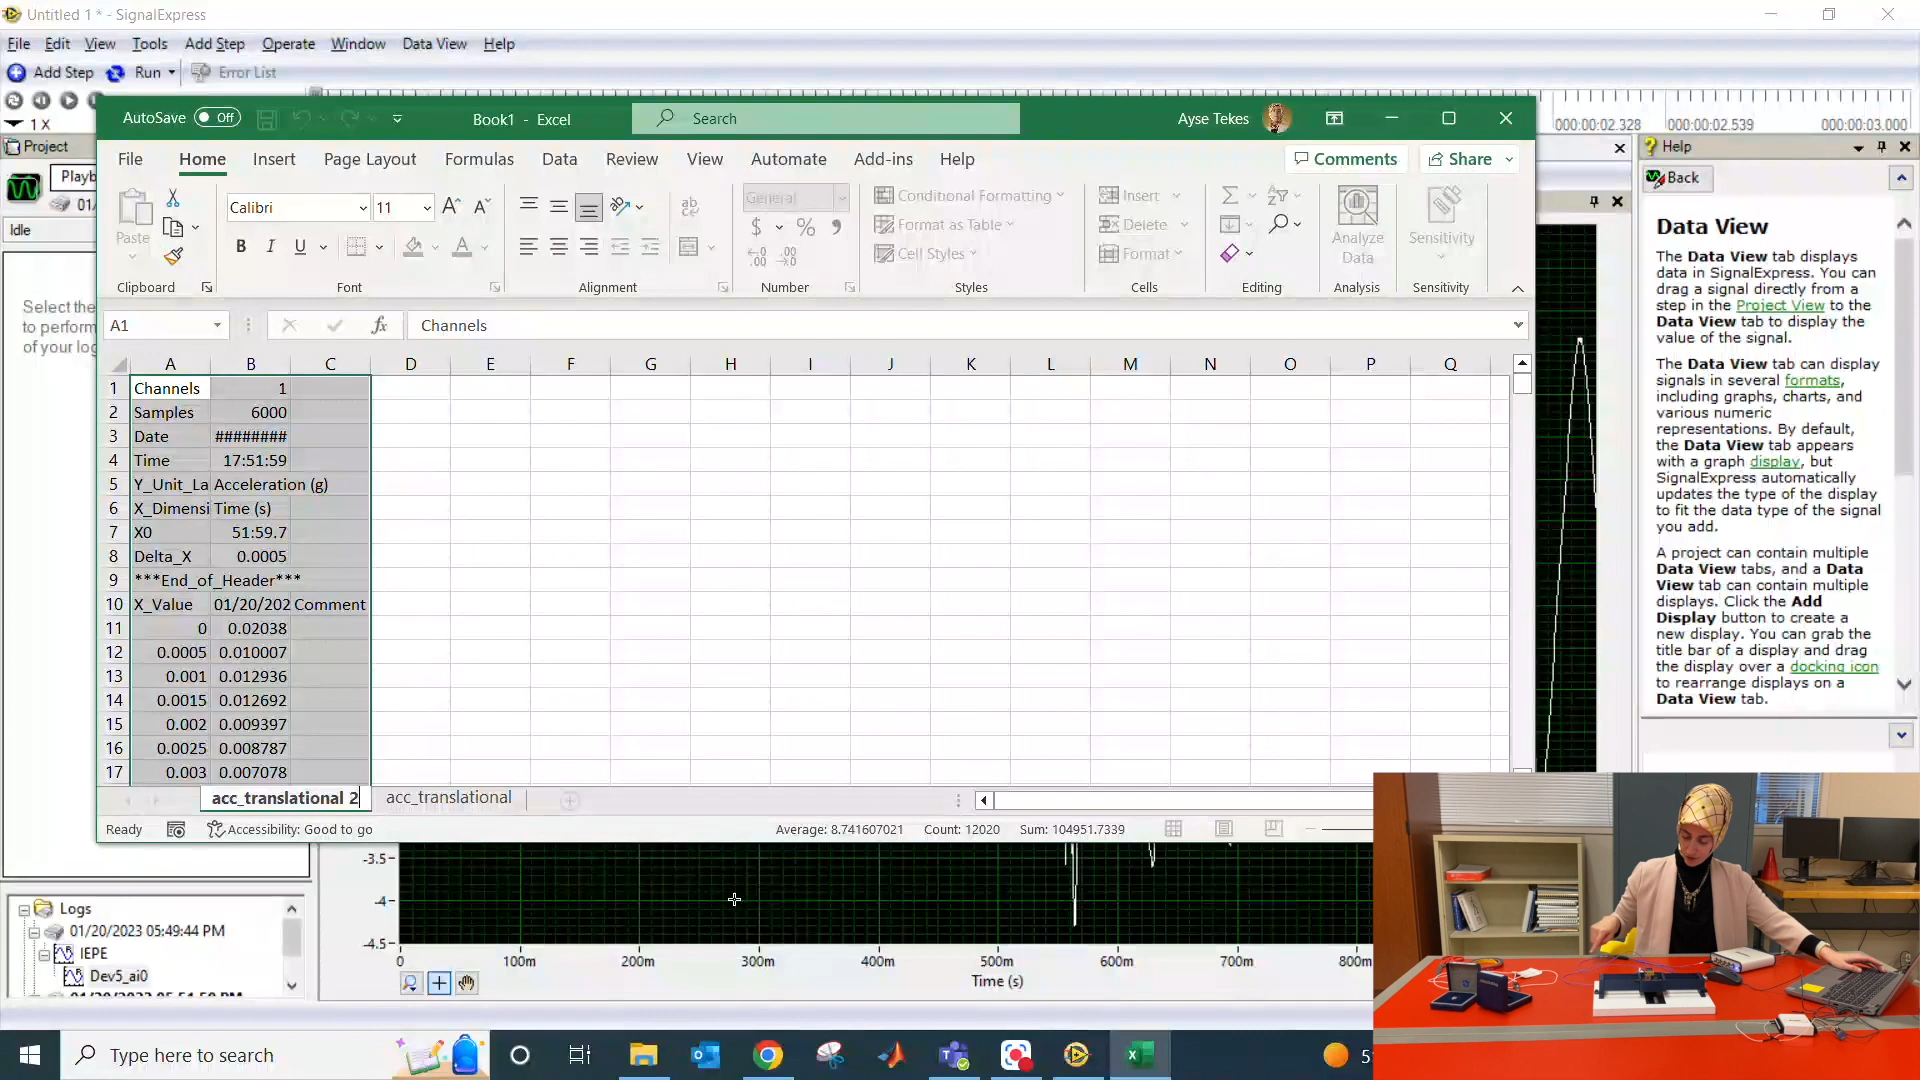 Untitled 1 * - SignalExpress
File Edit View Tools Add Step Operate Window Data View Help
Add Step Run Error List
1 X
000:00:02.328 000:00:02.539 000:00:03.000
Project
Idle
AutoSave Off Book1 - Excel Search Ayse Tekes
File Home Insert Page Layout Formulas Data Review View Automate Add-ins Help Comments Share
Paste
Calibri 11
B I U
General
$ %
Conditional Formatting
Format as Table
Cell Styles
Insert
Delete
Format
Analyze
Data
Sensitivity
Clipboard Font Alignment Number Styles Cells Editing Analysis Sensitivity
A1 fx Channels
A B C D E F G H I J K L M N O P Q
1 Channels 1
2 Samples 6000
3 Date ########
4 Time 17:51:59
5 Y_Unit_La Acceleration (g)
6 X_Dimensi Time (s)
7 X0 51:59.7
8 Delta_X 0.0005
9 ***End_of_Header***
10 X_Value 01/20/202 Comment
11 0 0.02038
12 0.0005 0.010007
13 0.001 0.012936
14 0.0015 0.012692
15 0.002 0.009397
16 0.0025 0.008787
17 0.003 0.007078
acc_translational 2 acc_translational
Ready Accessibility: Good to go Average: 8.741607021 Count: 12020 Sum: 104951.7339
Select the
to perform
of your log
Help
Back
Data View
The Data View tab displays
data in SignalExpress. You can
drag a signal directly from a
step in the Project View to the
Data View tab to display the
value of the signal.
The Data View tab can display
signals in several formats,
including graphs, charts, and
various numeric
representations. By default,
the Data View tab appears
with a graph display, but
SignalExpress automatically
updates the type of the display
to fit the data type of the signal
you add.
A project can contain multiple
Data View tabs, and a Data
View tab can contain multiple
displays. Click the Add
Display button to create a
new display. You can grab the
title bar of a display and drag
the display over a docking icon
to rearrange displays on a
Data View tab.
-3.5
-4
-4.5
0 100m 200m 300m 400m 500m 600m 700m 800m
Time (s)
Logs
01/20/2023 05:49:44 PM
IEPE
Dev5_ai0
Type here to search